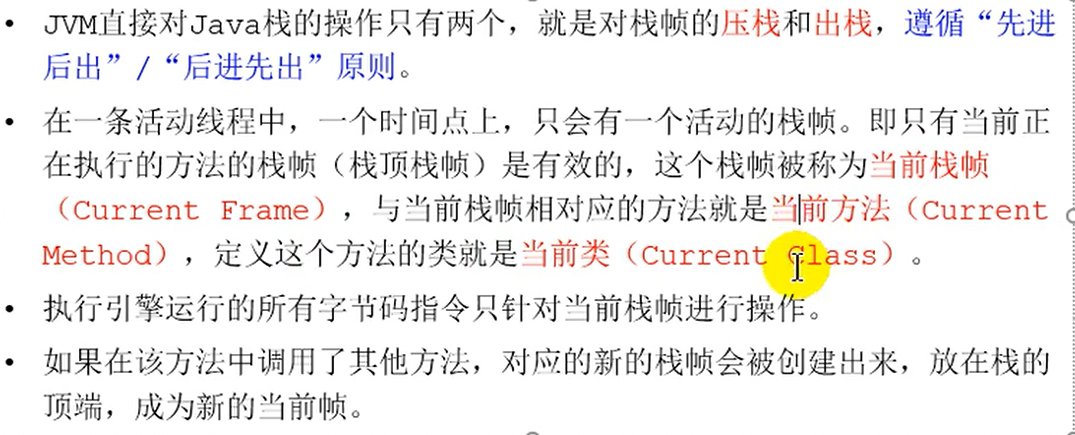 • JVM直接对Java栈的操作只有两个，就是对栈帧的压栈和出栈，遵循“先进
后出”/“后进先出”原则。
• 在一条活动线程中，一个时间点上，只会有一个活动的栈帧。即只有当前正
在执行的方法的栈帧（栈顶栈帧）是有效的，这个栈帧被称为当前栈帧
（Current Frame），与当前栈帧相对应的方法就是当前方法（Current
Method），定义这个方法的类就是当前类（Current Class）。
• 执行引擎运行的所有字节码指令只针对当前栈帧进行操作。
• 如果在该方法中调用了其他方法，对应的新的栈帧会被创建出来，放在栈的
顶端，成为新的当前帧。